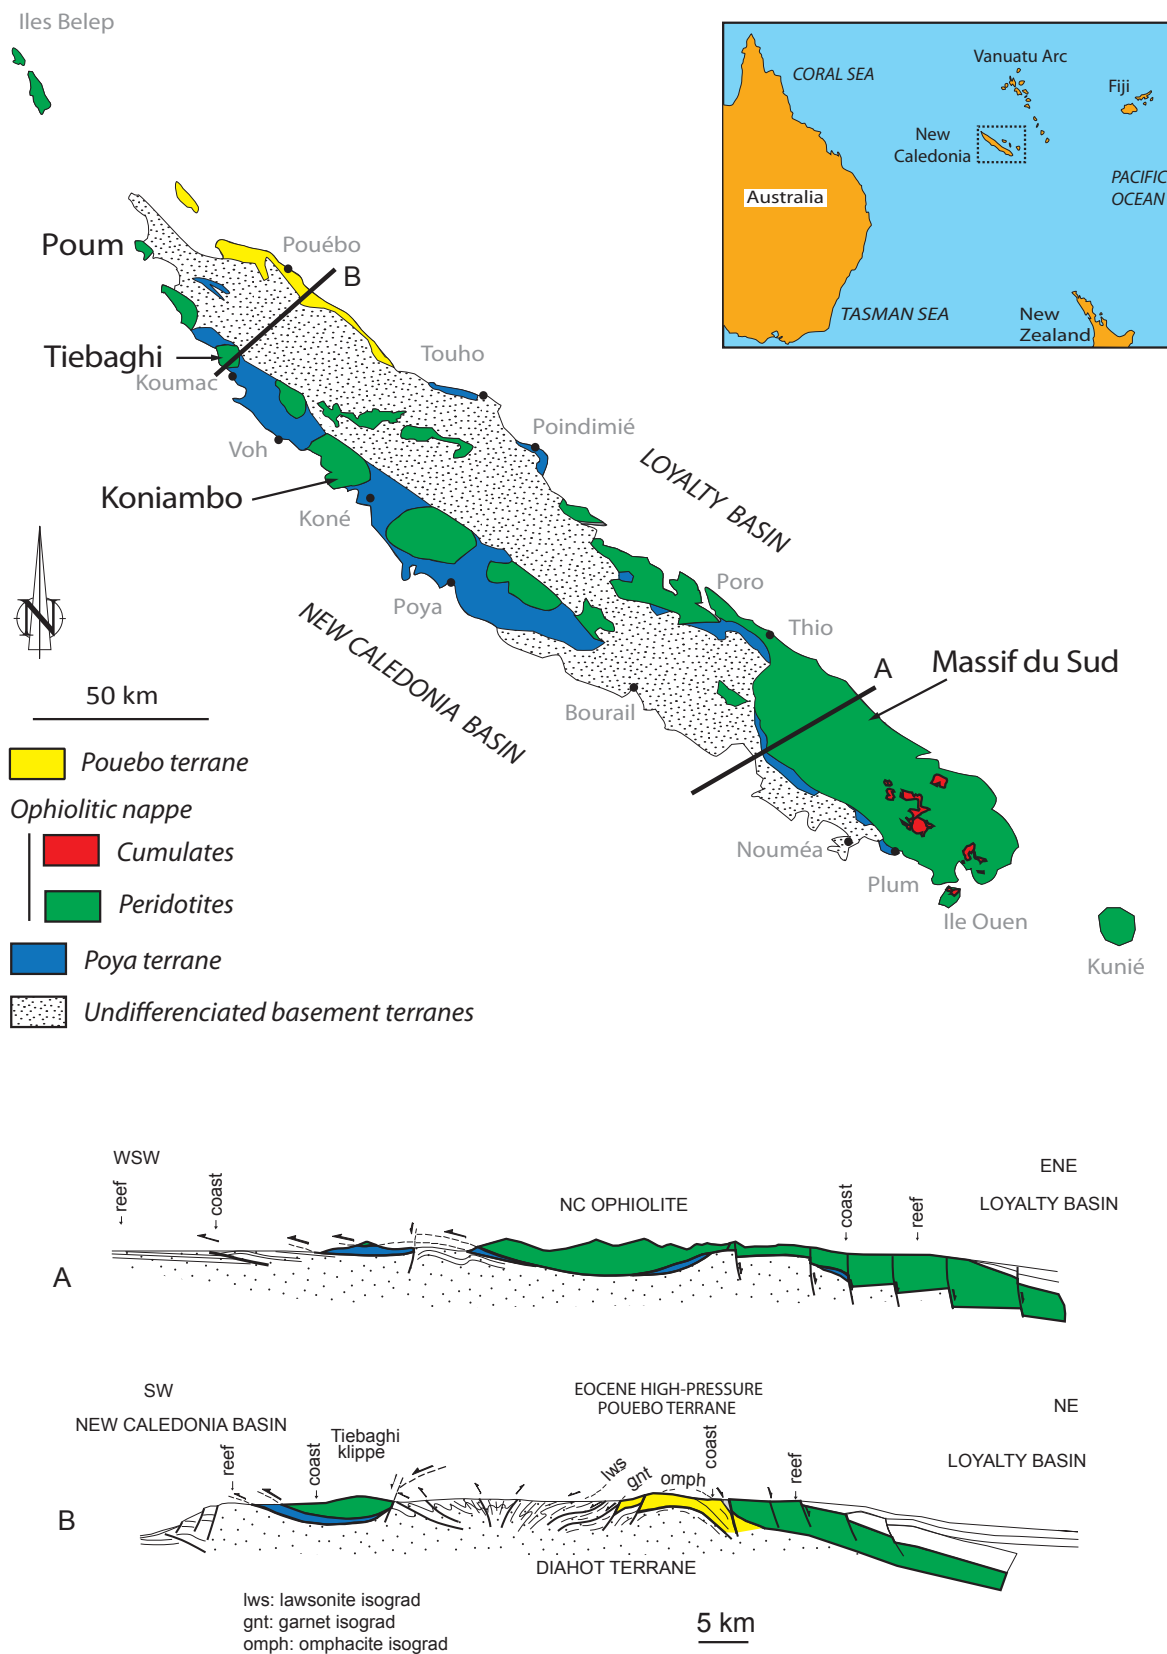 Iles Belep
CORAL SEA
Vanuatu Arc
Fiji
New
Caledonia
PACIFIC
OCEAN
Australia
TASMAN SEA
New
Zealand
Poum
Pouébo
B
Tiebaghi
Koumac
Touho
Voh
Poindimié
LOYALTY BASIN
Koniambo
Koné
N
Poya
Poro
Thio
NEW CALEDONIA BASIN
A
Massif du Sud
Bourail
50 km
Nouméa
Plum
Ile Ouen
Kunié
Pouebo terrane
Ophiolitic nappe
Cumulates
Peridotites
Poya terrane
Undifferenciated basement terranes
WSW
ENE
reef
coast
NC OPHIOLITE
coast
reef
LOYALTY BASIN
A
SW
EOCENE HIGH-PRESSURE
POUEBO TERRANE
NE
NEW CALEDONIA BASIN
Tiebaghi
klippe
reef
coast
lws
gnt
omph
coast
reef
LOYALTY BASIN
B
DIAHOT TERRANE
lws: lawsonite isograd
gnt: garnet isograd
omph: omphacite isograd
5 km